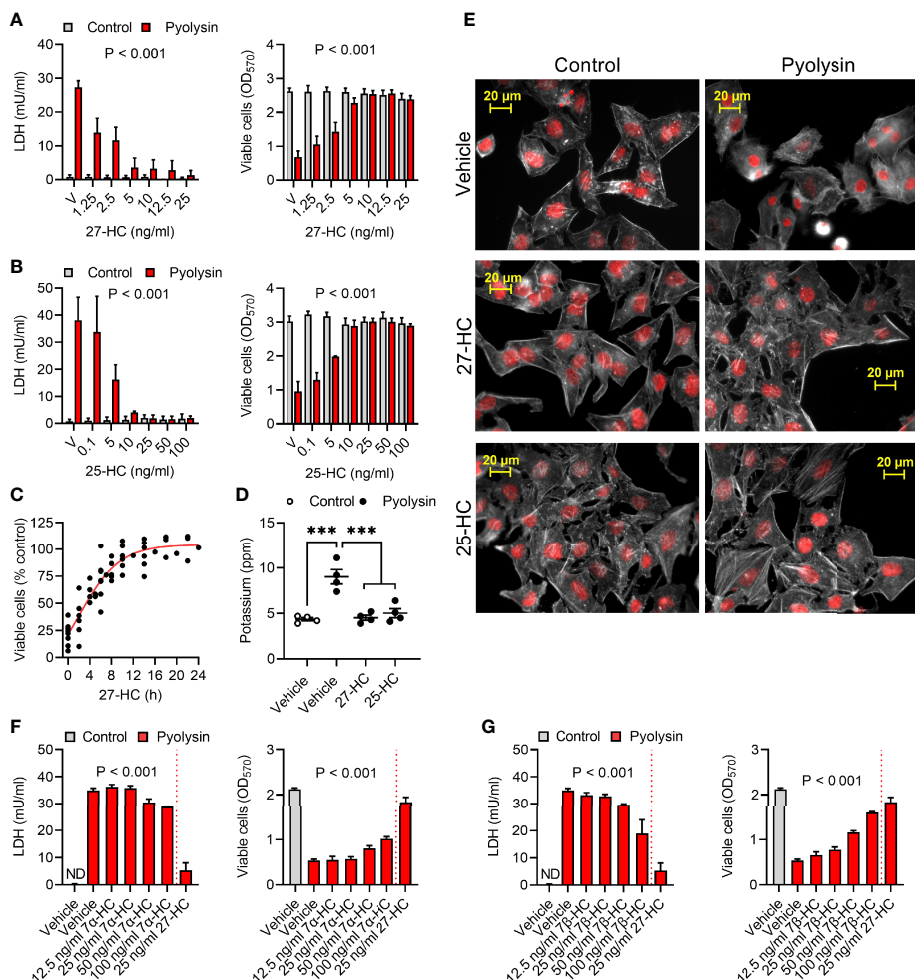 A
Control Pyolysin
P < 0.001
LDH (mU/ml)
40
30
20
10
0
V 1.25 2.5 5 10 12.5 25
27-HC (ng/ml)
P < 0.001
Viable cells (OD570)
4
3
2
1
0
V 1.25 2.5 5 10 12.5 25
27-HC (ng/ml)
B
Control Pyolysin
P < 0.001
LDH (mU/ml)
50
40
30
20
10
0
V 0.1 5 10 25 50 100
25-HC (ng/ml)
P < 0.001
Viable cells (OD570)
4
3
2
1
0
V 0.1 5 10 25 50 100
25-HC (ng/ml)
C
Viable cells (% control)
125
100
75
50
25
0
0 4 8 12 16 20 24
27-HC (h)
D
Control Pyolysin
*** ***
Potassium (ppm)
15
10
5
0
Vehicle Vehicle 27-HC 25-HC
E
Control Pyolysin
Vehicle
20 µm 20 µm
27-HC
20 µm 20 µm
25-HC
20 µm 20 µm
F
Control Pyolysin
P < 0.001
LDH (mU/ml)
50
40
30
20
10
0
ND
Vehicle
Vehicle
12.5 ng/ml 7α-HC
25 ng/ml 7α-HC
50 ng/ml 7α-HC
100 ng/ml 7α-HC
25 ng/ml 27-HC
P < 0.001
Viable cells (OD570)
3
2
1
0
Vehicle
Vehicle
12.5 ng/ml 7α-HC
25 ng/ml 7α-HC
50 ng/ml 7α-HC
100 ng/ml 7α-HC
25 ng/ml 27-HC
G
Control Pyolysin
P < 0.001
LDH (mU/ml)
50
40
30
20
10
0
ND
Vehicle
Vehicle
12.5 ng/ml 7β-HC
25 ng/ml 7β-HC
50 ng/ml 7β-HC
100 ng/ml 7β-HC
25 ng/ml 27-HC
P < 0.001
Viable cells (OD570)
3
2
1
0
Vehicle
Vehicle
12.5 ng/ml 7β-HC
25 ng/ml 7β-HC
50 ng/ml 7β-HC
100 ng/ml 7β-HC
25 ng/ml 27-HC